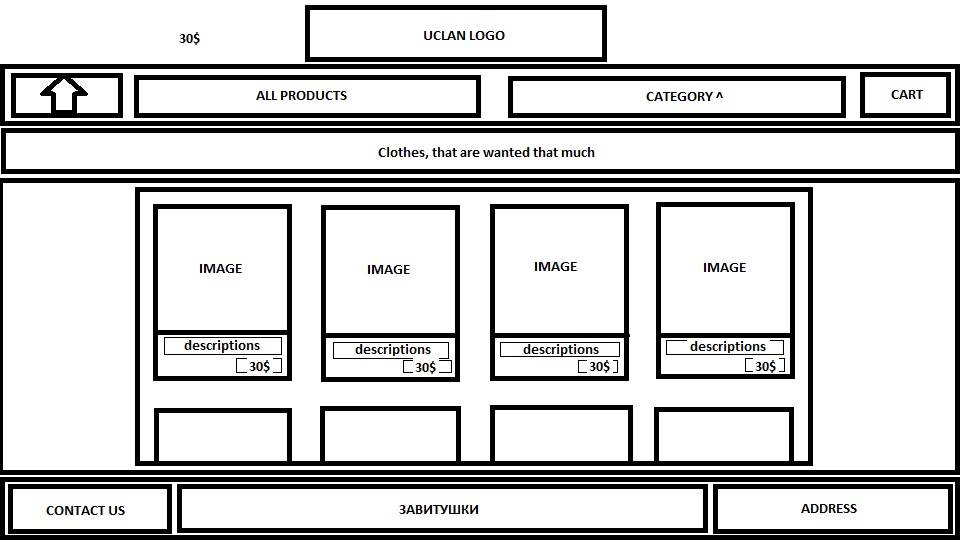 30$
UCLAN LOGO
ALL PRODUCTS
CATEGORY ^
CART
Clothes, that are wanted that much
IMAGE
IMAGE
IMAGE
IMAGE
descriptions
30$
descriptions
30$
descriptions
30$
descriptions
30$
CONTACT US
ЗАВИТУШКИ
ADDRESS